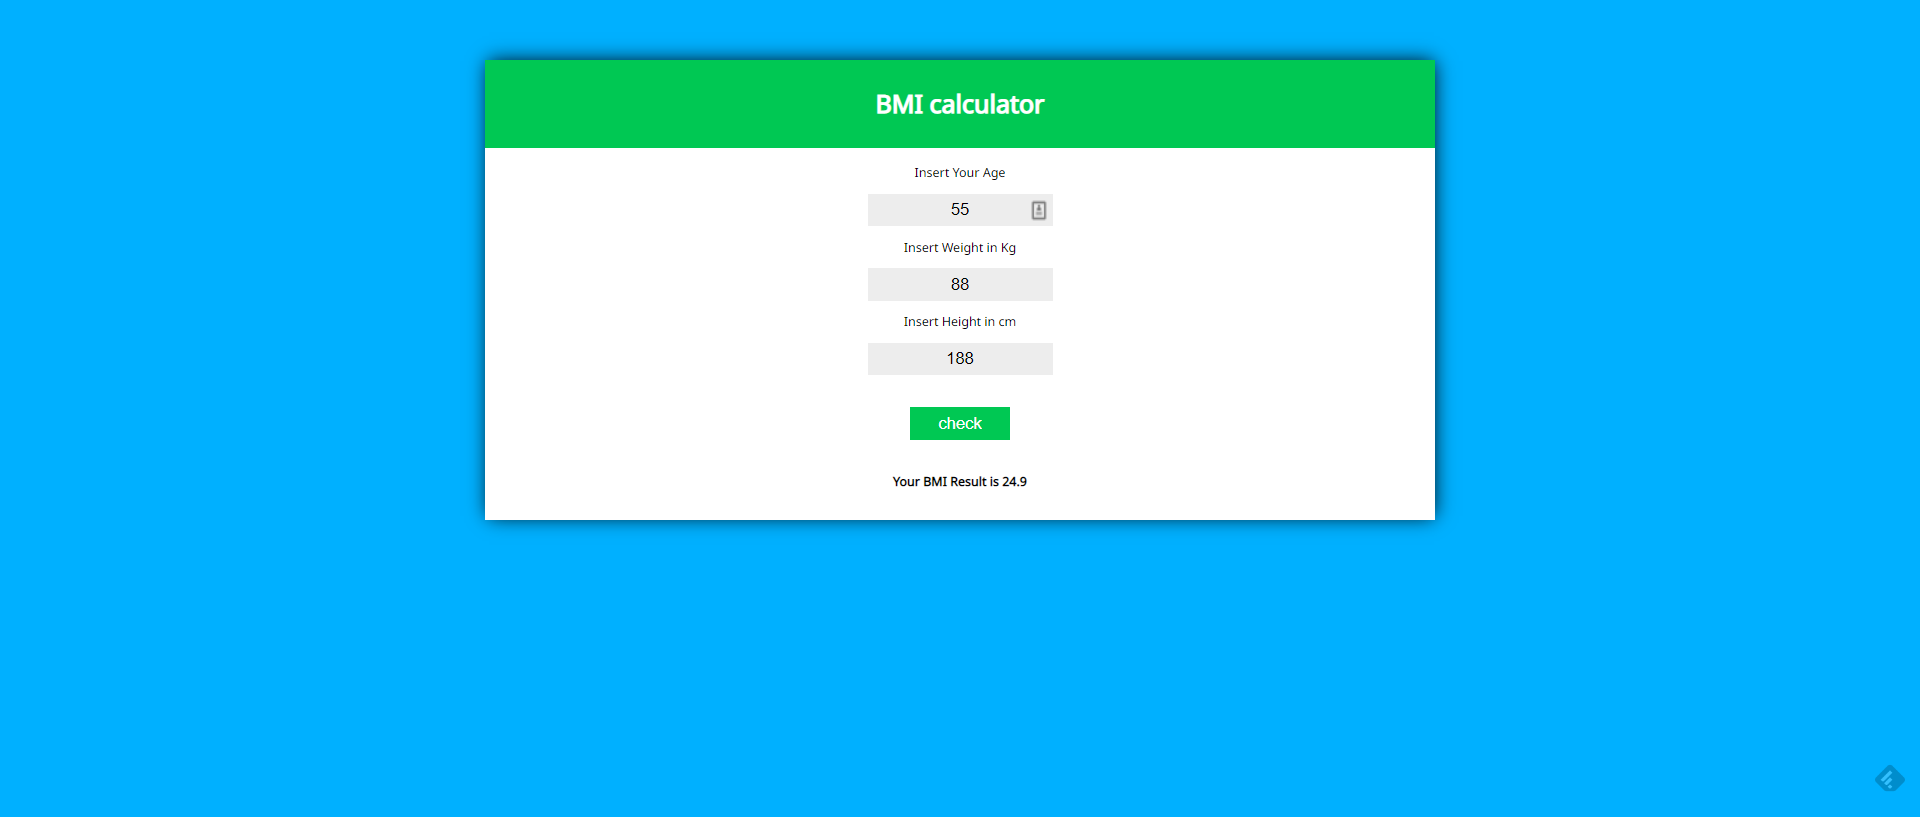 BMI calculator
Insert Your Age
55
Insert Weight in Kg
88
Insert Height in cm
188
check
Your BMI Result is 24.9